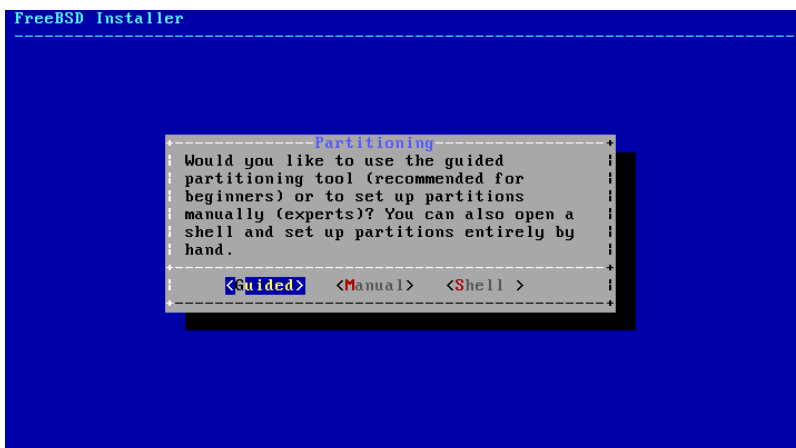 FreeBSD Installer
Partitioning
Would you like to use the guided
partitioning tool (recommended for
beginners) or to set up partitions
manually (experts)? You can also open a
shell and set up partitions entirely by
hand.
<Guided> <Manual> <Shell >